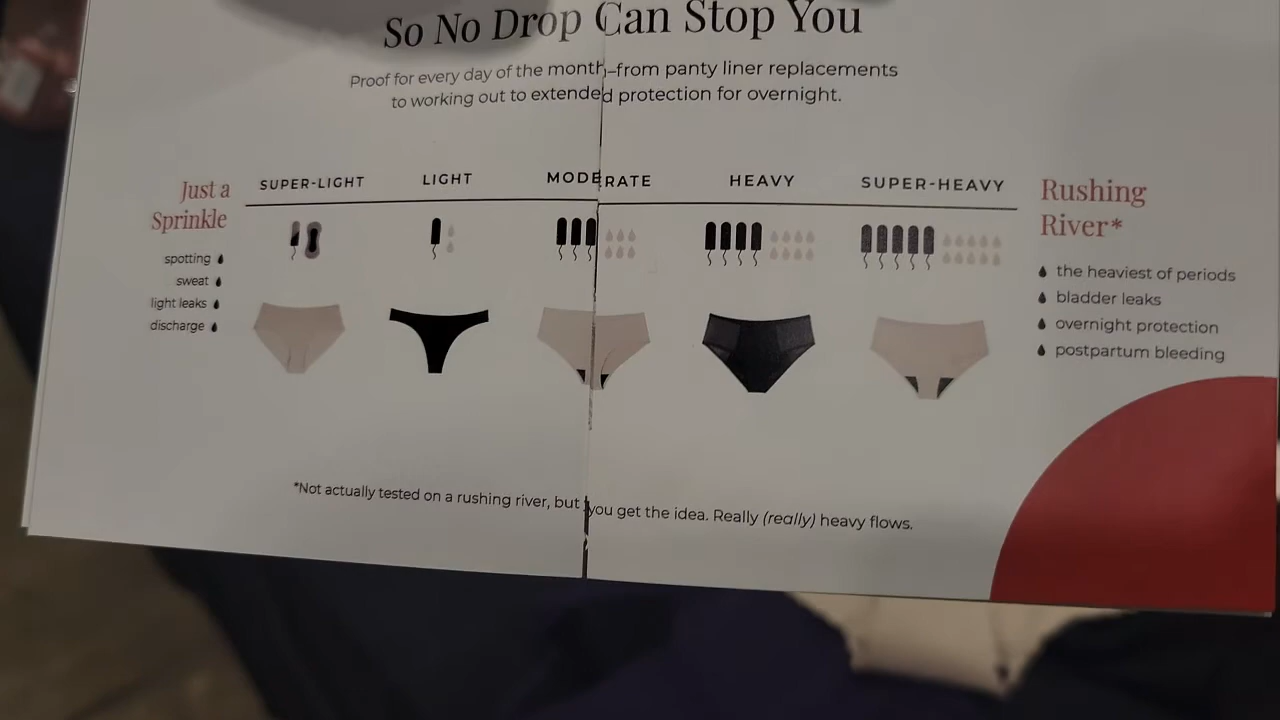 So No Drop Can Stop You
Proof for every day of the month–from panty liner replacements
to working out to extended protection for overnight.
Just a
Sprinkle
spotting
sweat
light leaks
discharge
SUPER-LIGHT
LIGHT
MODERATE
HEAVY
SUPER-HEAVY
Rushing
River*
the heaviest of periods
bladder leaks
overnight protection
postpartum bleeding
*Not actually tested on a rushing river, but you get the idea. Really (really) heavy flows.